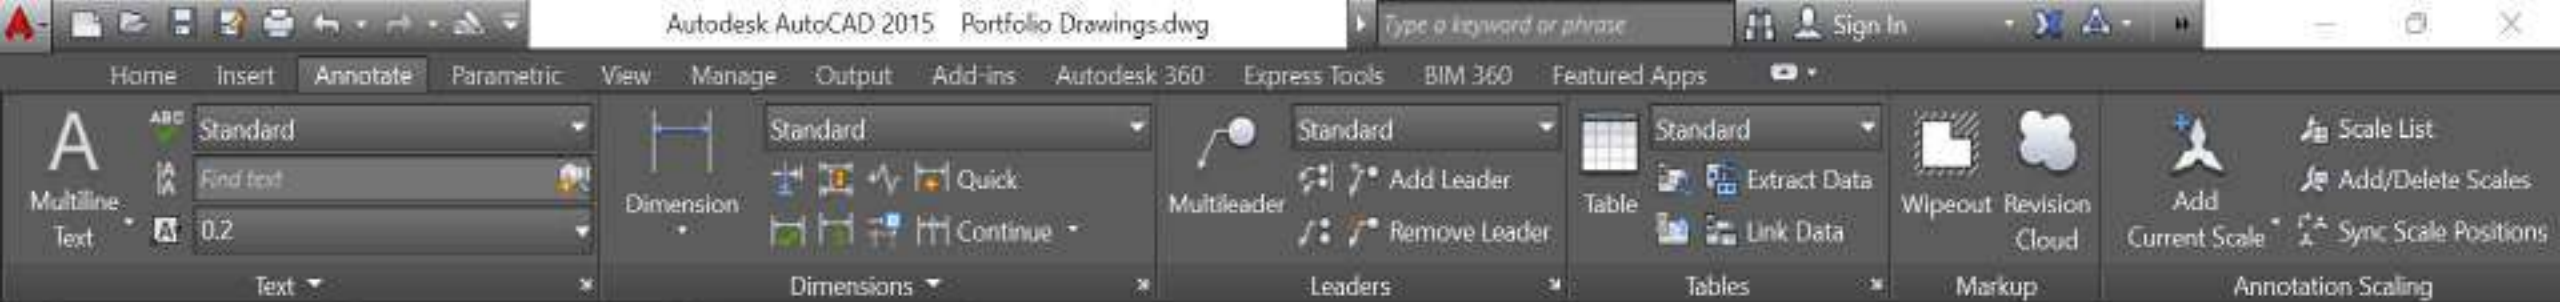 Autodesk AutoCAD 2015 Portfolio Drawings.dwg
Type a keyword or phrase
Sign In
Home Insert Annotate Parametric View Manage Output Add-ins Autodesk 360 Express Tools BIM 360 Featured Apps
A
Multiline
Text
ABC
Standard
Find text
A
0.2
Text
Dimension
Standard
Quick
Continue
Dimensions
Multileader
Standard
Add Leader
Remove Leader
Leaders
Table
Standard
Extract Data
Link Data
Tables
Wipeout
Revision
Cloud
Markup
Add
Current Scale
Scale List
Add/Delete Scales
Sync Scale Positions
Annotation Scaling